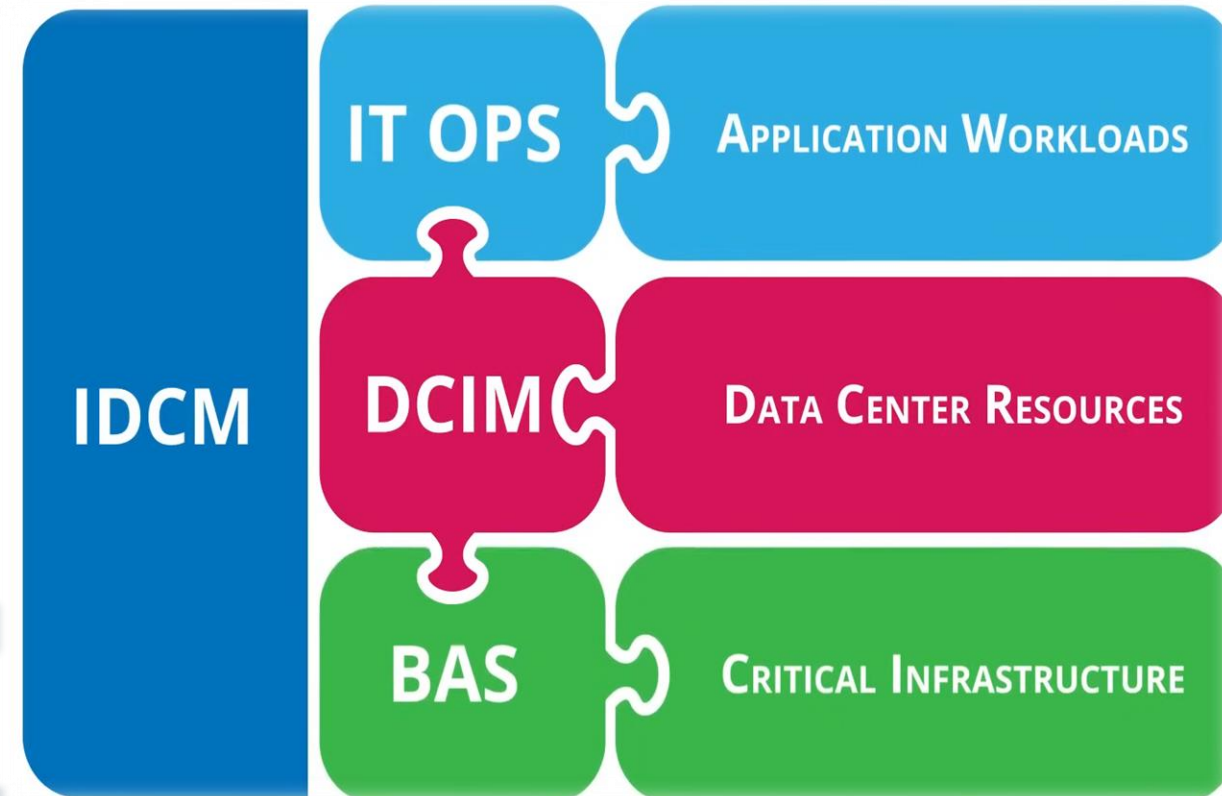 IDCM
IT OPS
APPLICATION WORKLOADS
DCIM
DATA CENTER RESOURCES
BAS
CRITICAL INFRASTRUCTURE